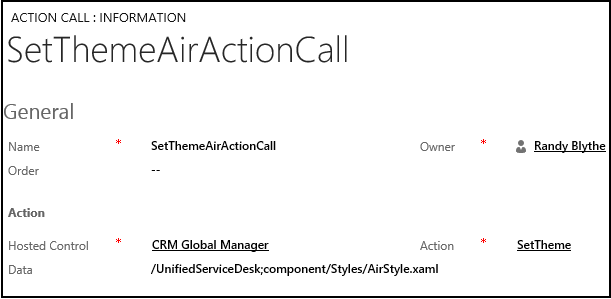 ACTION CALL : INFORMATION
SetThemeAirActionCall
General
Name * SetThemeAirActionCall Owner * Randy Blythe
Order --
Action
Hosted Control * CRM Global Manager Action * SetTheme
Data /UnifiedServiceDesk;component/Styles/AirStyle.xaml